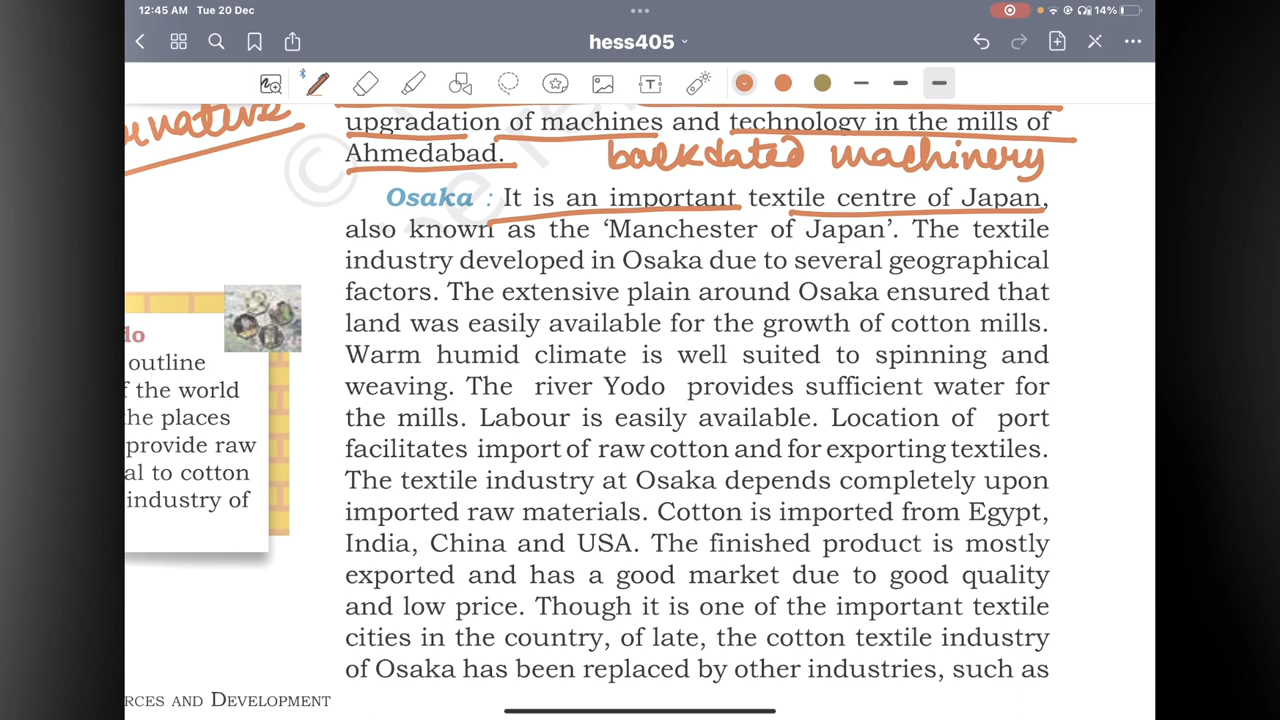 12:45 AM Tue 20 Dec
14%
hess405
upgradation of machines and technology in the mills of
Ahmedabad.
backdated machinery
Osaka : It is an important textile centre of Japan,
also known as the ‘Manchester of Japan’. The textile
industry developed in Osaka due to several geographical
factors. The extensive plain around Osaka ensured that
land was easily available for the growth of cotton mills.
Warm humid climate is well suited to spinning and
weaving. The river Yodo provides sufficient water for
the mills. Labour is easily available. Location of port
facilitates import of raw cotton and for exporting textiles.
The textile industry at Osaka depends completely upon
imported raw materials. Cotton is imported from Egypt,
India, China and USA. The finished product is mostly
exported and has a good market due to good quality
and low price. Though it is one of the important textile
cities in the country, of late, the cotton textile industry
of Osaka has been replaced by other industries, such as
do
outline
f the world
the places
provide raw
al to cotton
industry of
rces and Development